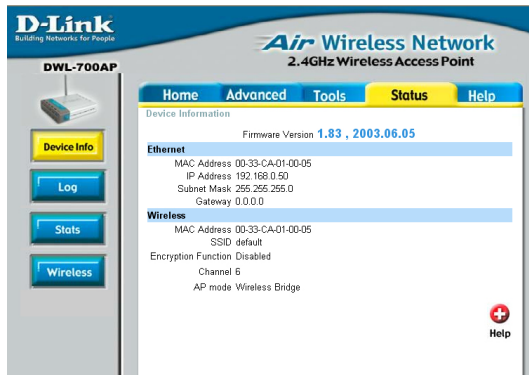 D-Link
Building Networks for People
Air Wireless Network
2.4GHz Wireless Access Point
DWL-700AP
Home Advanced Tools Status Help
Device Info
Log
Stats
Wireless
Device Information
Firmware Version 1.83 , 2003.06.05
Ethernet
MAC Address 00-33-CA-01-00-05
IP Address 192.168.0.50
Subnet Mask 255.255.255.0
Gateway 0.0.0.0
Wireless
MAC Address 00-33-CA-01-00-05
SSID default
Encryption Function Disabled
Channel 6
AP mode Wireless Bridge
Help